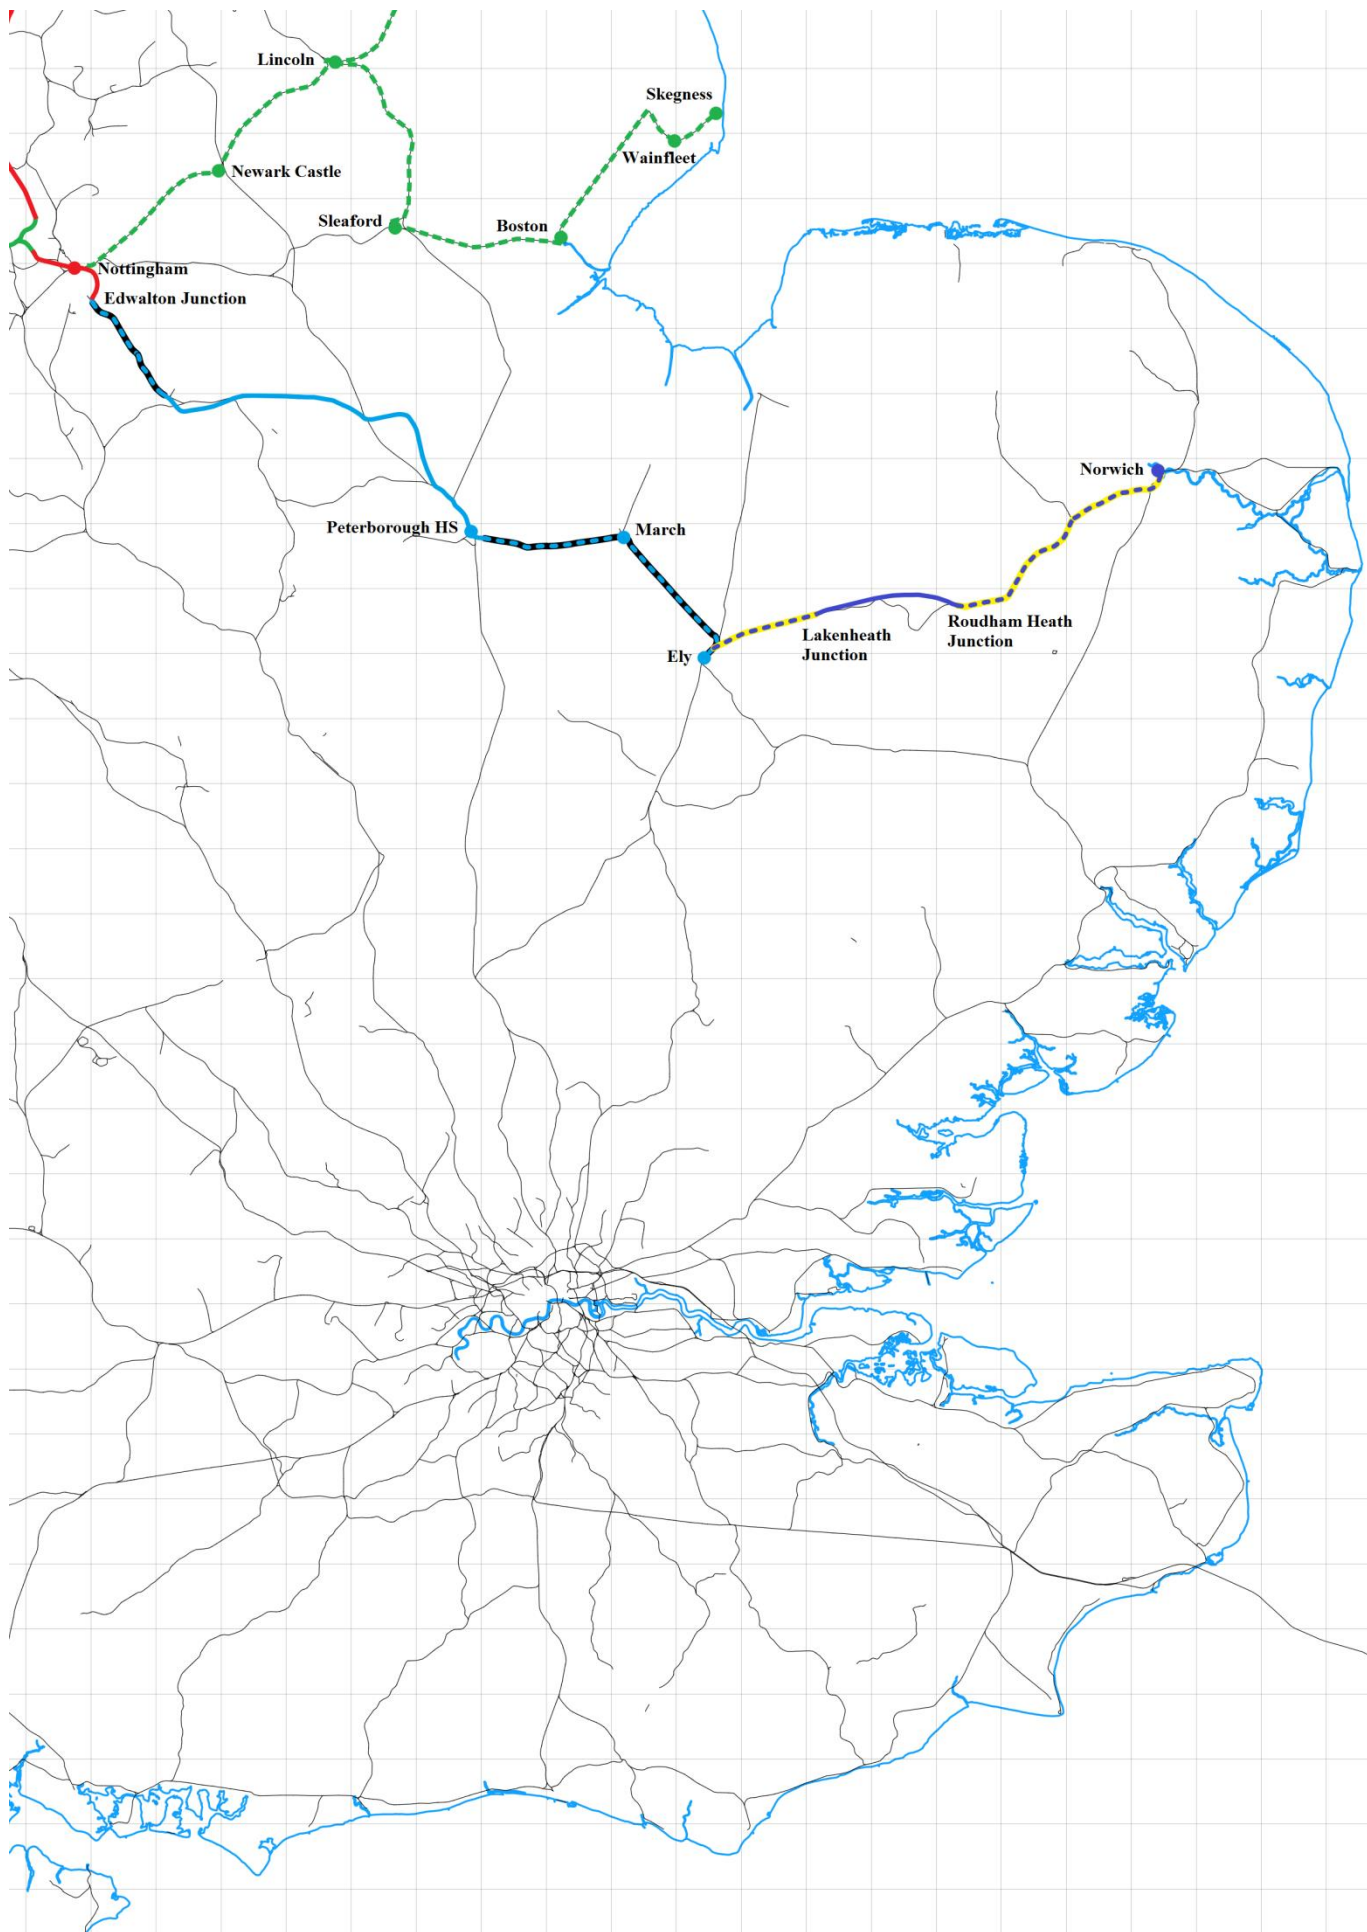 Lincoln
Skegness
Wainfleet
Newark Castle
Sleaford
Boston
Nottingham
Edwalton Junction
Norwich
Peterborough HS
March
Lakenheath
Junction
Roudham Heath
Junction
Ely